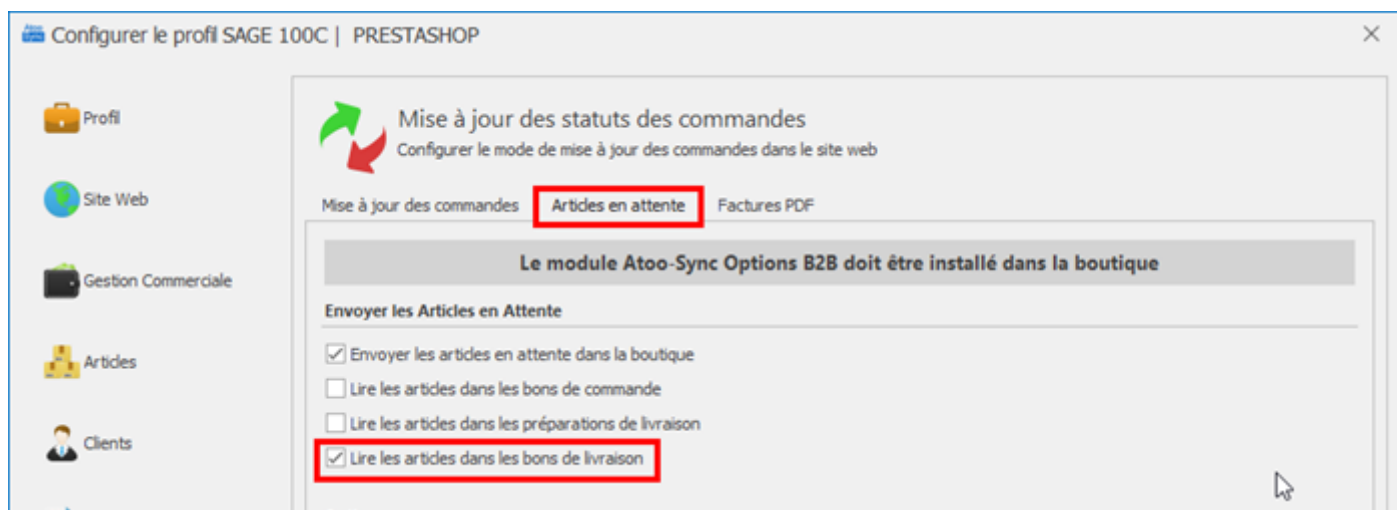 Configurer le profil SAGE 100C | PRESTASHOP
Profil
Site Web
Gestion Commerciale
Articles
Clients
Mise à jour des statuts des commandes
Configurer le mode de mise à jour des commandes dans le site web
Mise à jour des commandes Articles en attente Factures PDF
Le module Atoo-Sync Options B2B doit être installé dans la boutique
Envoyer les Articles en Attente
Envoyer les articles en attente dans la boutique
Lire les articles dans les bons de commande
Lire les articles dans les préparations de livraison
Lire les articles dans les bons de livraison